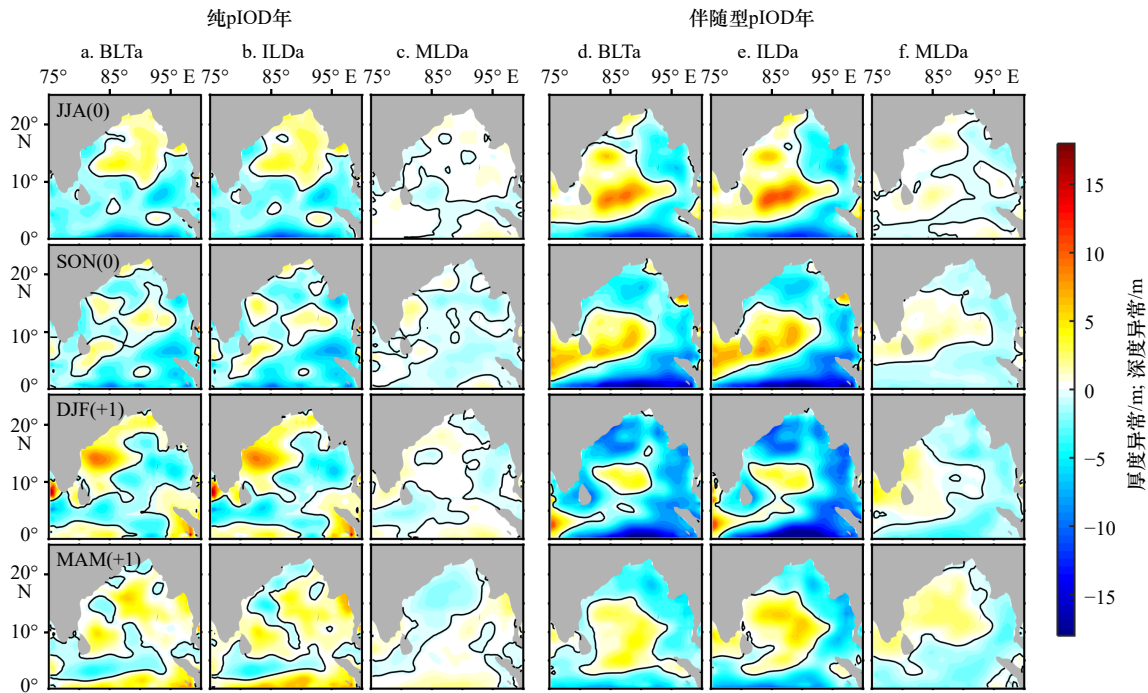 纯pIOD年 伴随型pIOD年
a. BLTa b. ILDa c. MLDa d. BLTa e. ILDa f. MLDa
75° 85° 95° E 75° 85° 95° E 75° 85° 95° E 75° 85° 95° E 75° 85° 95° E 75° 85° 95° E
JJA(0)
20°
N
10°
0°
SON(0)
20°
N
10°
0°
DJF(+1)
20°
N
10°
0°
MAM(+1)
20°
N
10°
0°
15
10
5
0
−5
−10
−15
厚度异常/m; 深度异常/m